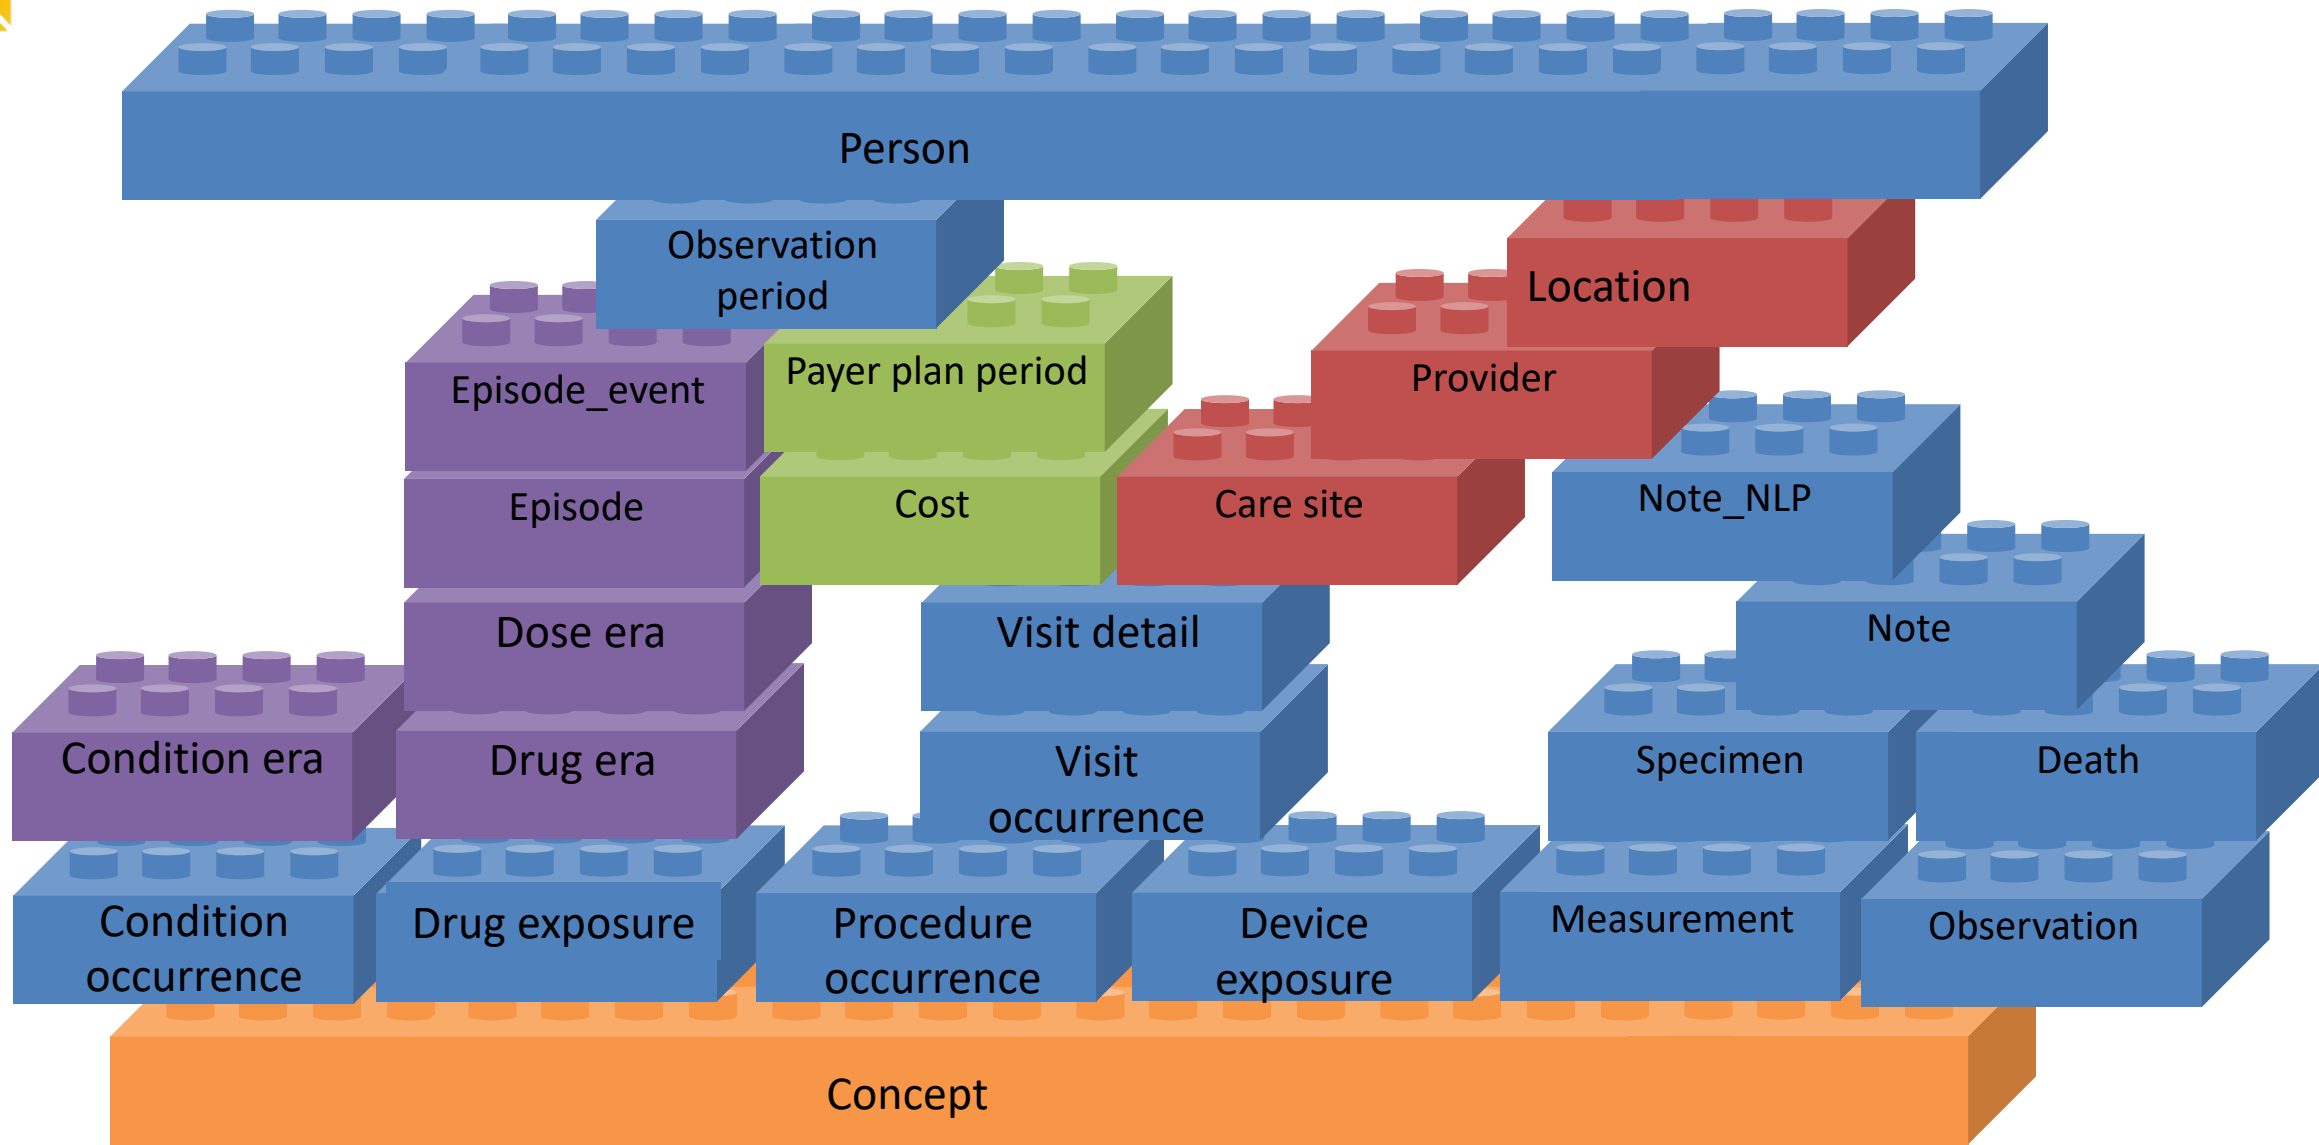 Person
Observation
period
Location
Episode_event
Payer plan period
Provider
Episode
Cost
Care site
Note_NLP
Dose era
Visit detail
Note
Condition era
Drug era
Visit
occurrence
Specimen
Death
Condition
occurrence
Drug exposure
Procedure
occurrence
Device
exposure
Measurement
Observation
Concept